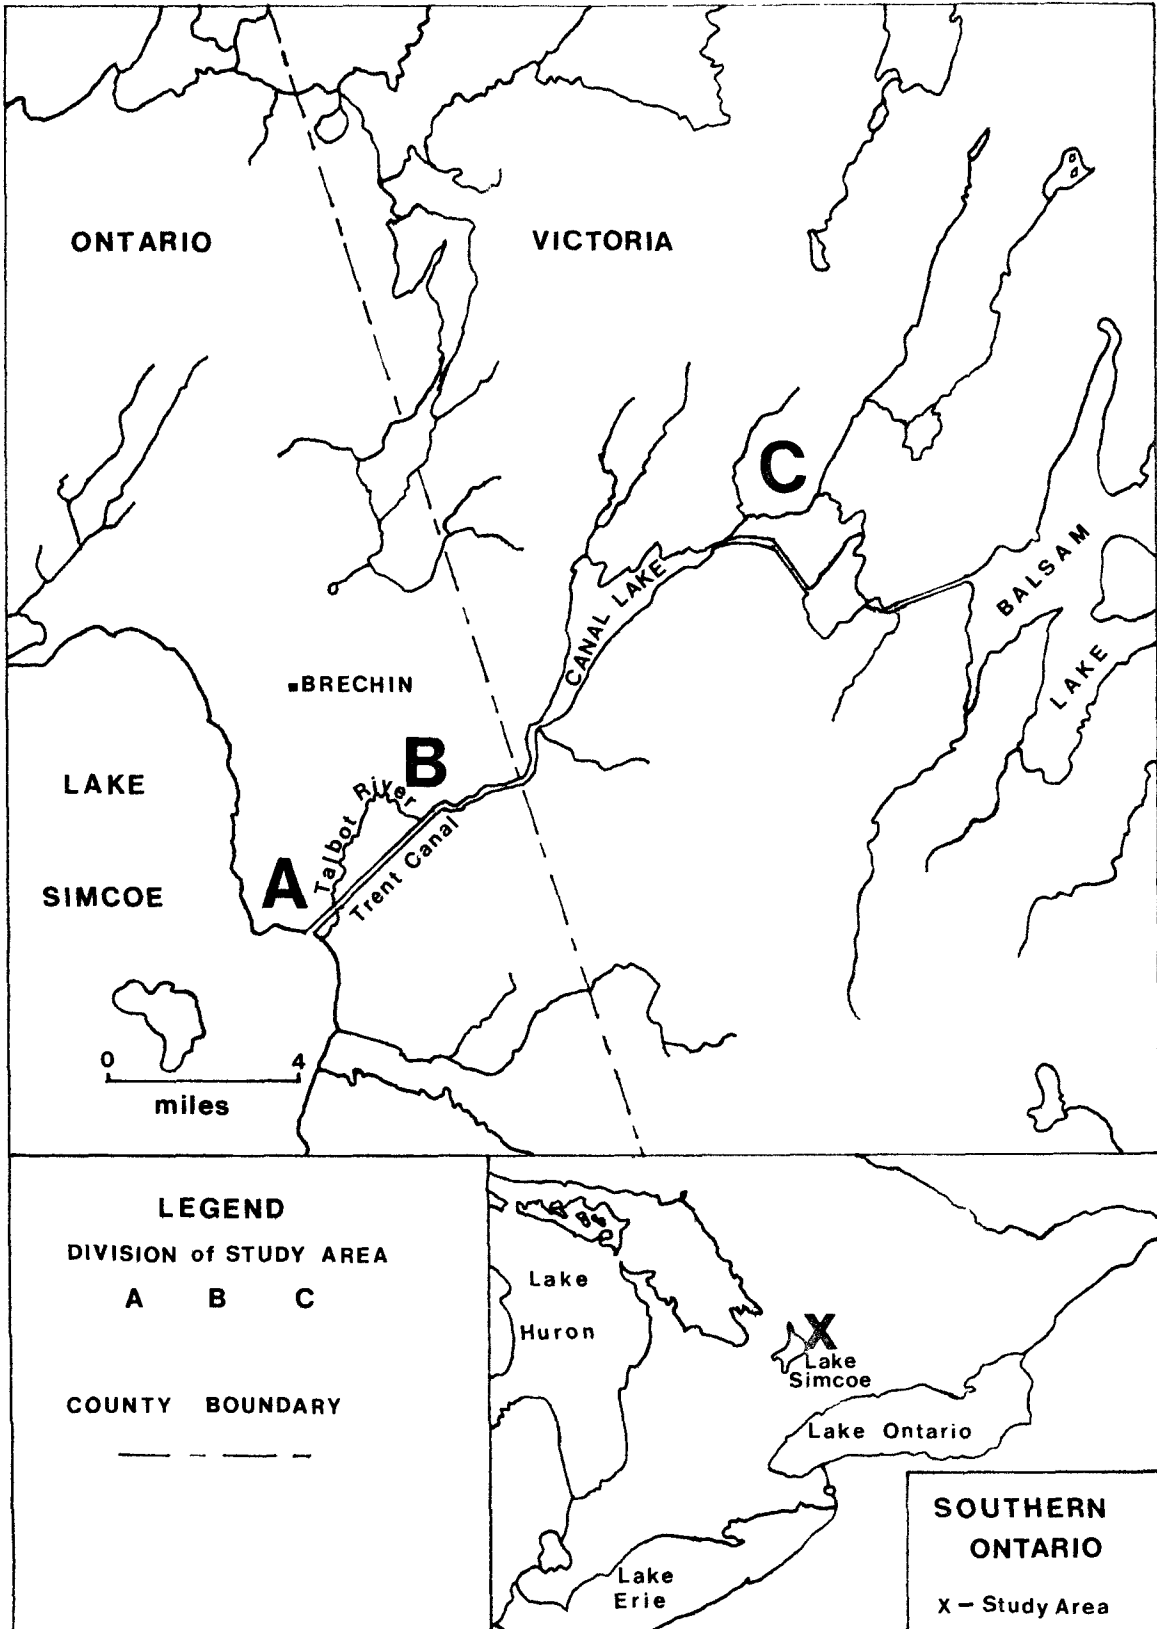 ONTARIO
VICTORIA
C
BALSAM
LAKE
CANAL LAKE
BRECHIN
B
LAKE
SIMCOE
Talbot River
A
Trent Canal
0 4
miles
LEGEND
DIVISION of STUDY AREA
A B C
COUNTY BOUNDARY
Lake
Huron
X
Lake
Simcoe
Lake Ontario
Lake
Erie
SOUTHERN
ONTARIO
X – Study Area